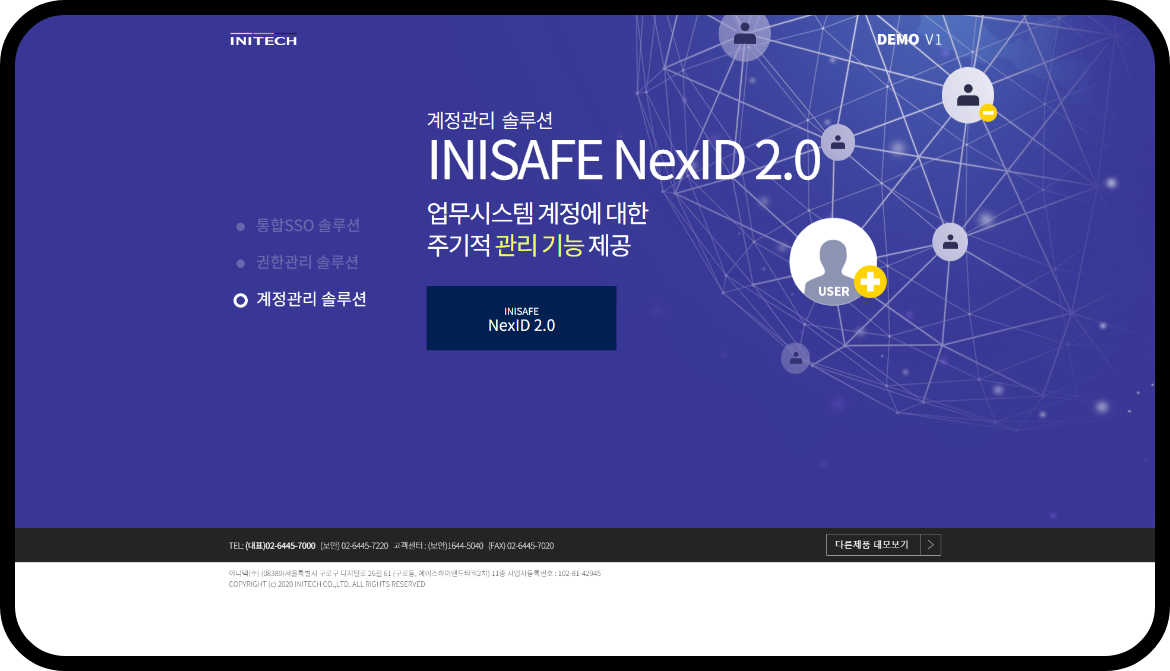 INITECH
DEMO V1
계정관리 솔루션
INISAFE NexID 2.0
업무시스템 계정에 대한
주기적 관리 기능 제공
통합SSO 솔루션
권한관리 솔루션
계정관리 솔루션
INISAFE
NexID 2.0
USER
TEL: (대표)02-6445-7000 (보안) 02-6445-7220 고객센터 : (보안)1644-5040 (FAX) 02-6445-7020
다른제품 데모보기
이니텍(주) (08389)서울특별시 구로구 디지털로 26길 61 (구로동, 에이스하이엔드타워2차) 11층 사업자등록번호 : 102-81-42945
COPYRIGHT (c) 2020 INITECH CO.,LTD. ALL RIGHTS RESERVED